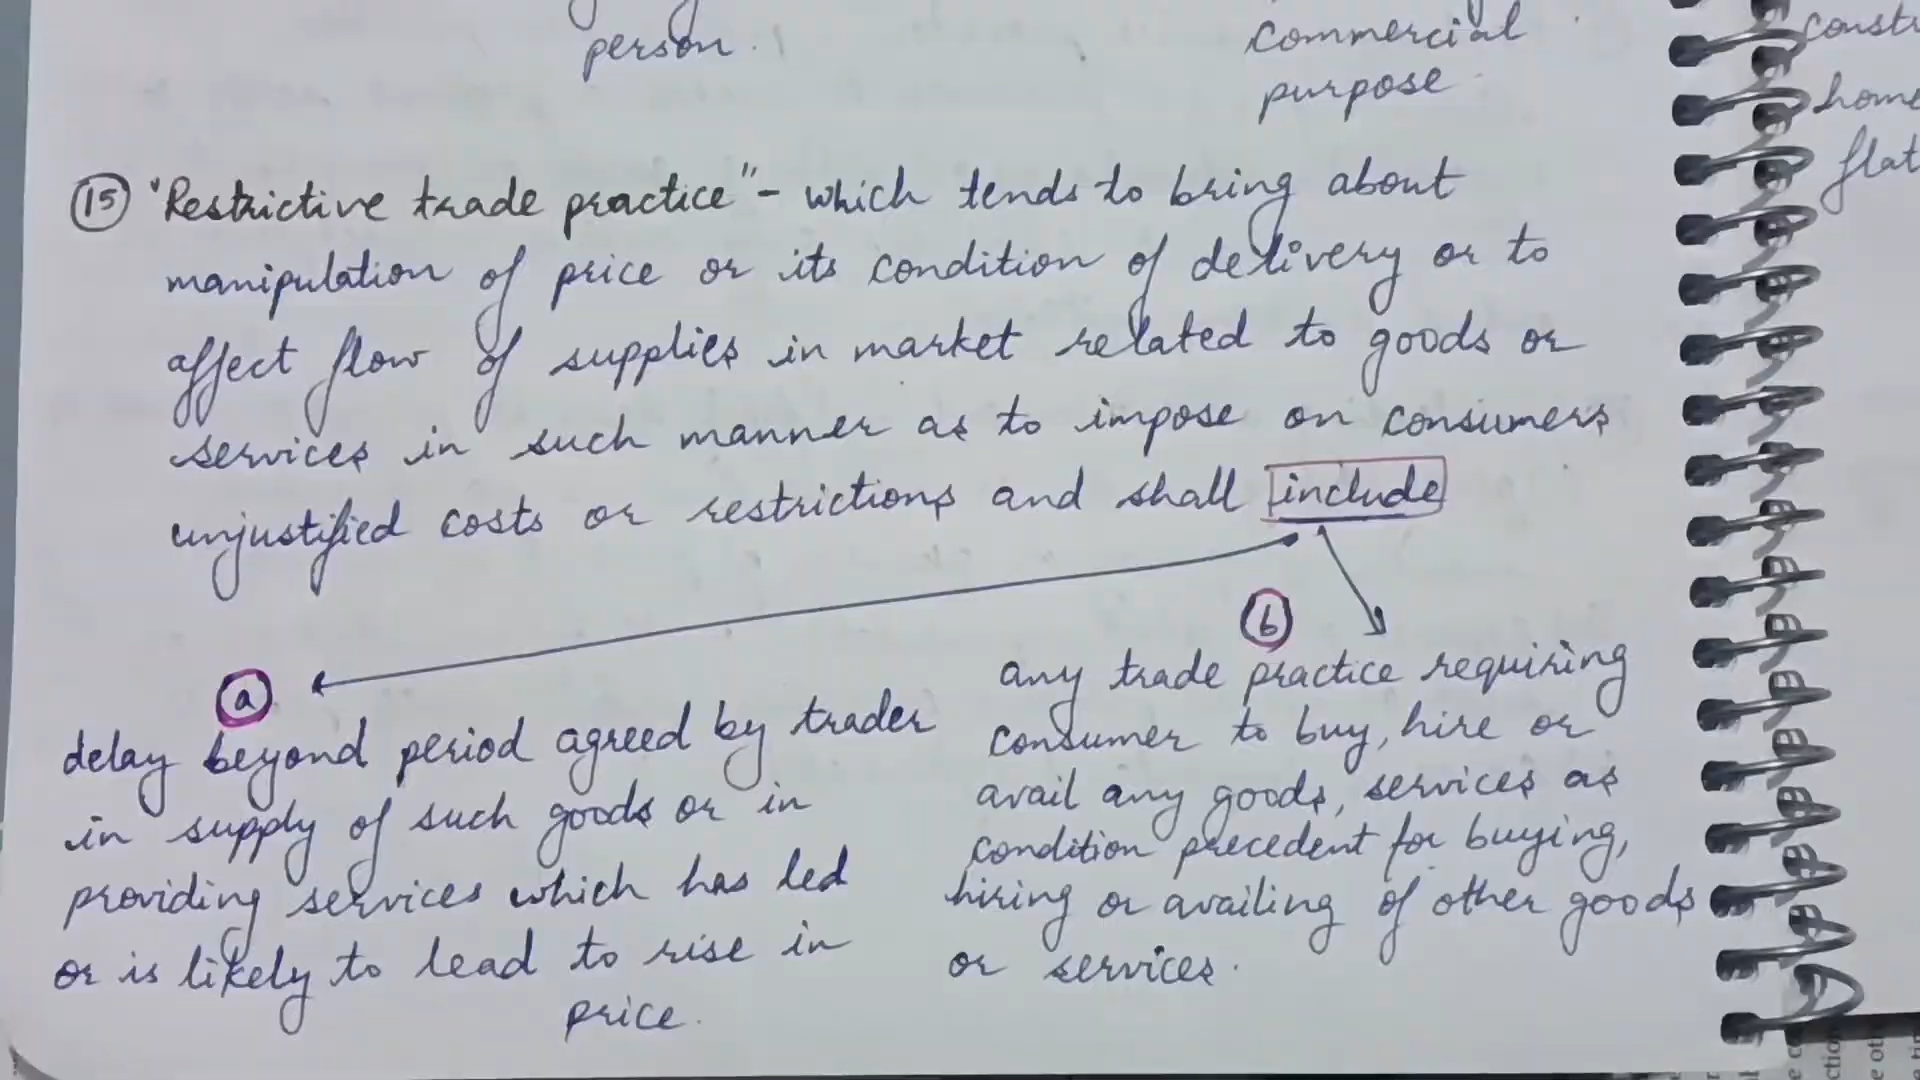 person.
commercial
purpose.
15 "Restrictive trade practice" - which tends to bring about
manipulation of price or its condition of delivery or to
affect flow of supplies in market related to goods or
services in such manner as to impose on consumers
unjustified costs or restrictions and shall include
a
delay beyond period agreed by trader
in supply of such goods or in
providing services which has led
or is likely to lead to rise in
price.
b
any trade practice requiring
consumer to buy, hire or
avail any goods, services as
condition precedent for buying,
hiring or availing of other goods
or services.
const
home
flat